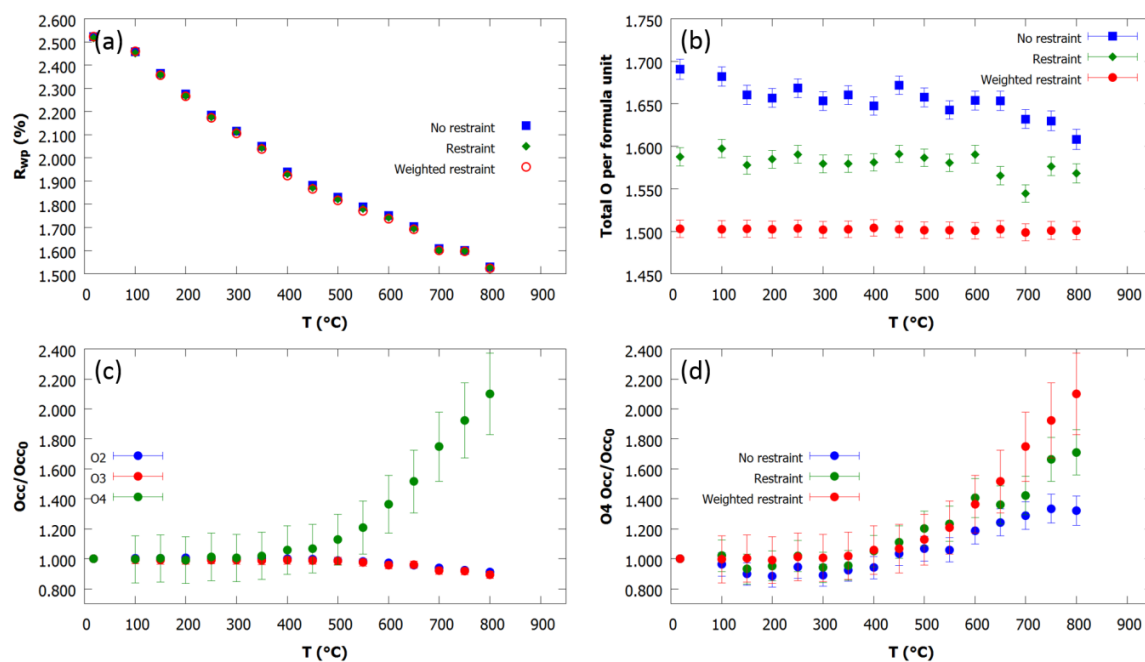 (a)
R_wp (%)
2.600
2.500
2.400
2.300
2.200
2.100
2.000
1.900
1.800
1.700
1.600
1.500
No restraint
Restraint
Weighted restraint
0 100 200 300 400 500 600 700 800 900
T (°C)
(b)
Total O per formula unit
1.750
1.700
1.650
1.600
1.550
1.500
1.450
No restraint
Restraint
Weighted restraint
0 100 200 300 400 500 600 700 800 900
T (°C)
(c)
Occ/Occ₀
2.400
2.200
2.000
1.800
1.600
1.400
1.200
1.000
0.800
O2
O3
O4
0 100 200 300 400 500 600 700 800 900
T (°C)
(d)
O4 Occ/Occ₀
2.400
2.200
2.000
1.800
1.600
1.400
1.200
1.000
0.800
No restraint
Restraint
Weighted restraint
0 100 200 300 400 500 600 700 800 900
T (°C)